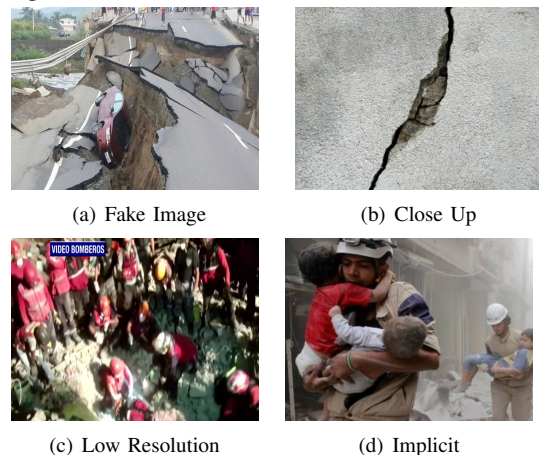 (a) Fake Image
(b) Close Up
VIDEO BOMBEROS
(c) Low Resolution
(d) Implicit